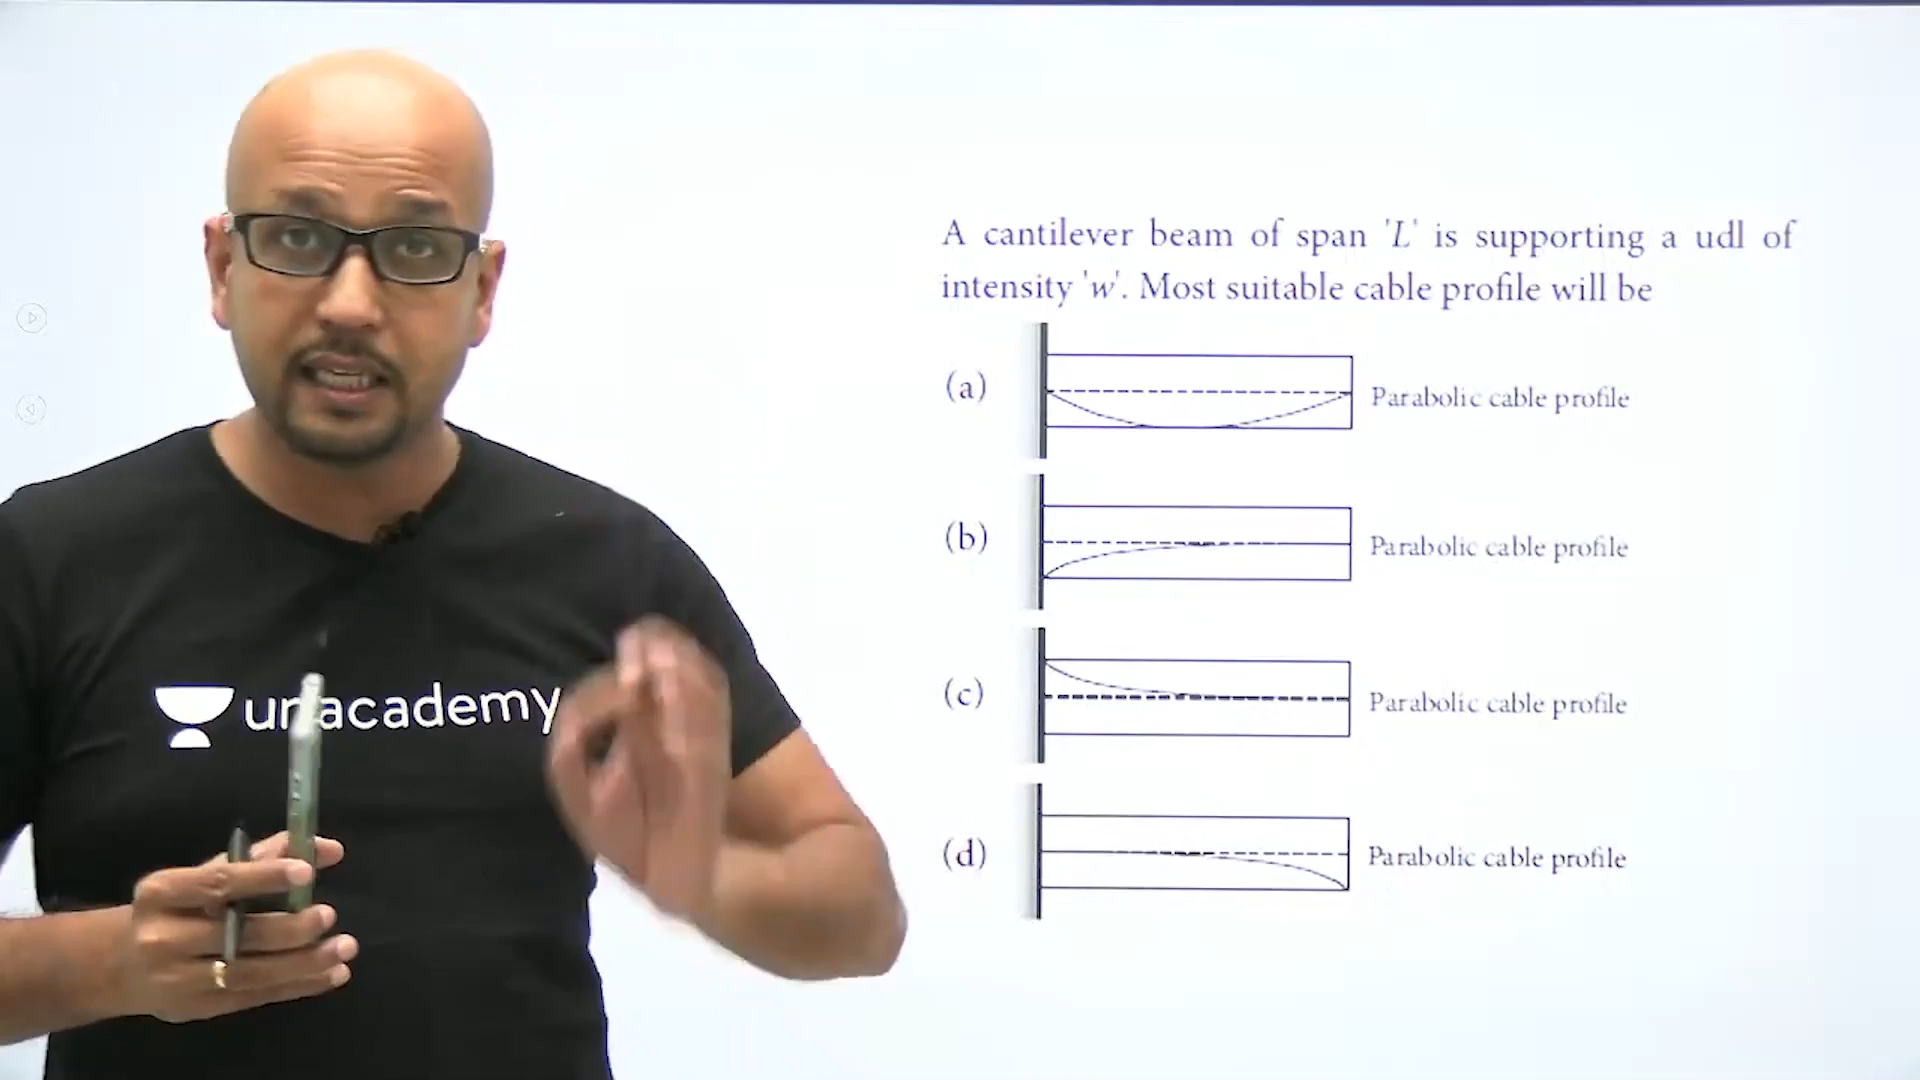 A cantilever beam of span 'L' is supporting a udl of
intensity 'w'. Most suitable cable profile will be
(a)
Parabolic cable profile
(b)
Parabolic cable profile
(c)
Parabolic cable profile
(d)
Parabolic cable profile
unacademy